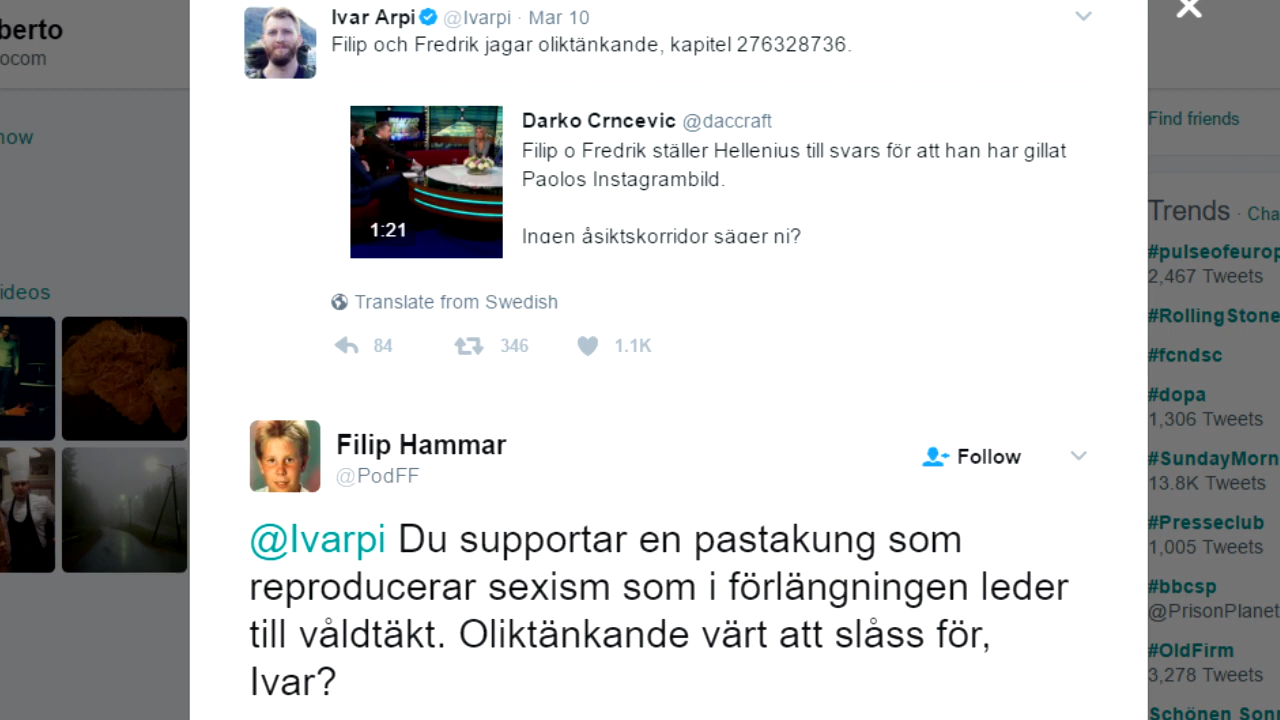 berto
ocom
now
ideos
Ivar Arpi @Ivarpi · Mar 10
Filip och Fredrik jagar oliktänkande, kapitel 276328736.
1:21
Darko Crncevic @daccraft
Filip o Fredrik ställer Hellenius till svars för att han har gillat
Paolos Instagrambild.
Ingen åsiktskorridor säger ni?
Translate from Swedish
84 346 1.1K
Filip Hammar
@PodFF
Follow
@Ivarpi Du supportar en pastakung som
reproducerar sexism som i förlängningen leder
till våldtäkt. Oliktänkande värt att slåss för,
Ivar?
Find friends
Trends · Cha
#pulseofeurop
2,467 Tweets
#RollingStone
#fcndsc
#dopa
1,306 Tweets
#SundayMorn
13.8K Tweets
#Presseclub
1,005 Tweets
#bbcsp
@PrisonPlanet
#OldFirm
3,278 Tweets
Schönen Son